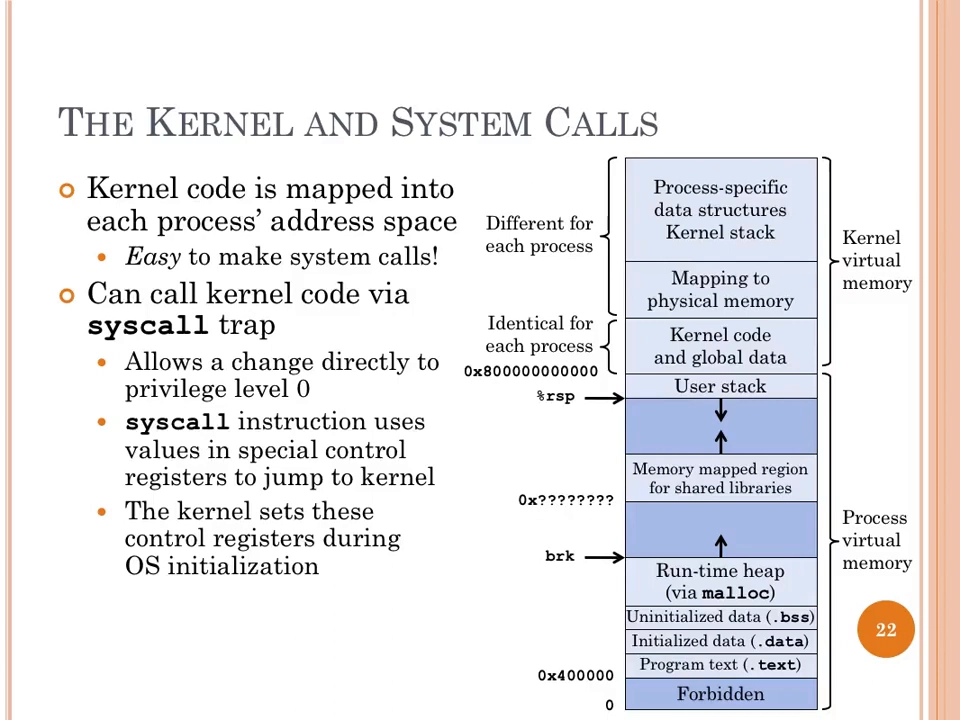 THE KERNEL AND SYSTEM CALLS
Kernel code is mapped into
each process’ address space
Easy to make system calls!
Can call kernel code via
syscall trap
Allows a change directly to
privilege level 0
syscall instruction uses
values in special control
registers to jump to kernel
The kernel sets these
control registers during
OS initialization
Different for
each process
Identical for
each process
0x800000000000
%rsp
0x????????
brk
0x400000
0
Process-specific
data structures
Kernel stack
Mapping to
physical memory
Kernel code
and global data
User stack
Memory mapped region
for shared libraries
Run-time heap
(via malloc)
Uninitialized data (.bss)
Initialized data (.data)
Program text (.text)
Forbidden
Kernel
virtual
memory
Process
virtual
memory
22